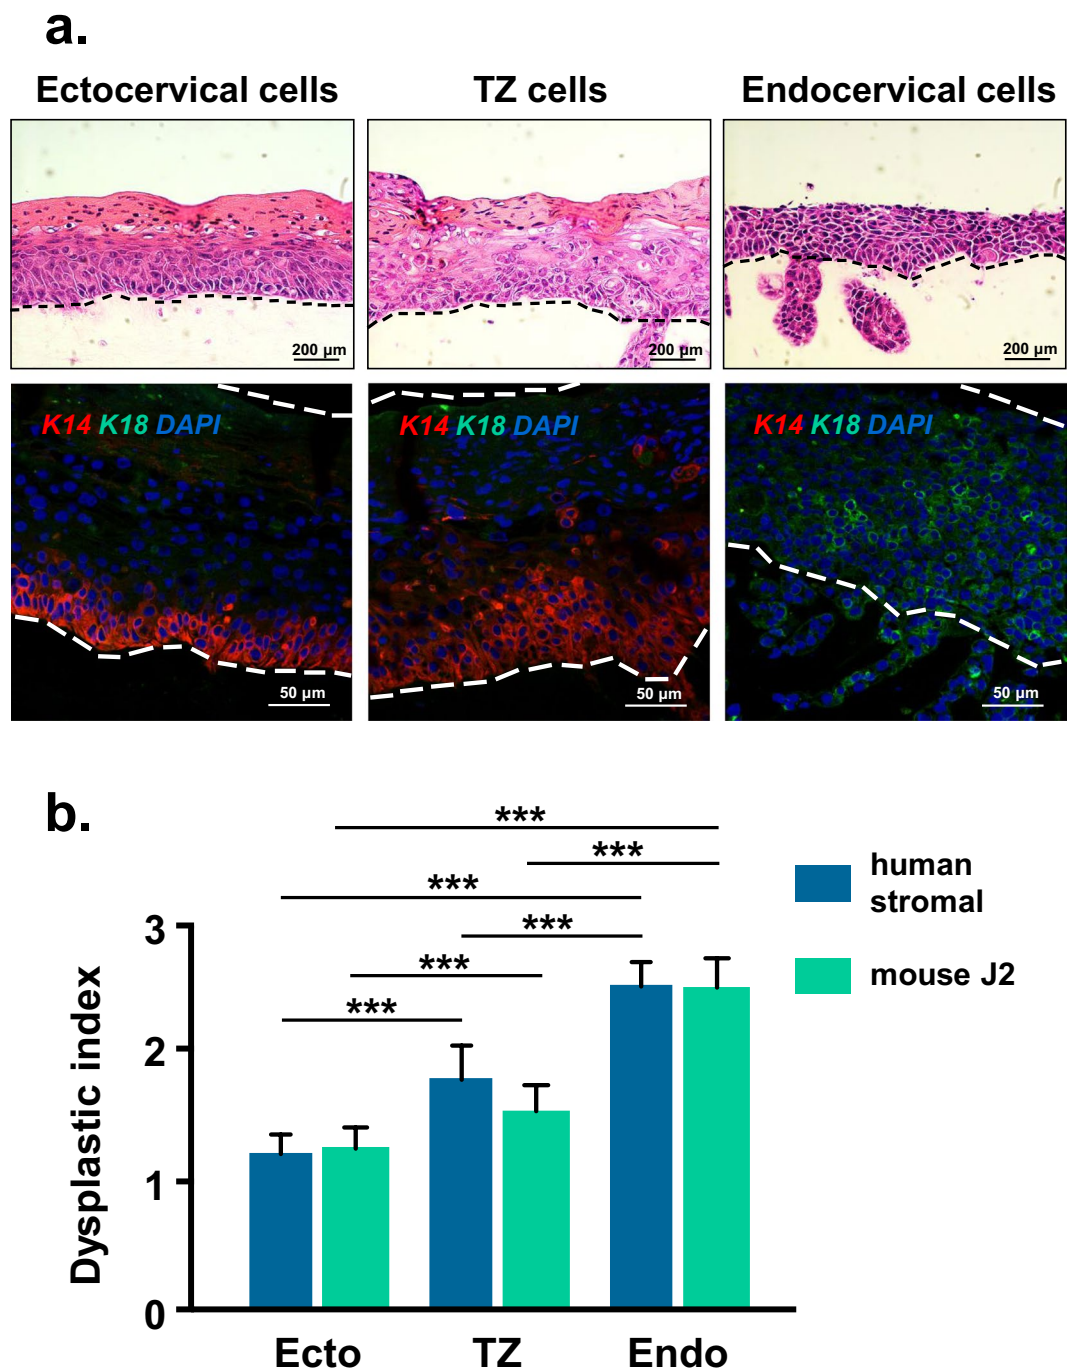 a.
Ectocervical cells
TZ cells
Endocervical cells
200 µm
200 µm
200 µm
K14 K18 DAPI
K14 K18 DAPI
K14 K18 DAPI
50 µm
50 µm
50 µm
b.
***
***
***
***
***
***
human
stromal
mouse J2
Dysplastic index
3
2
1
0
Ecto
TZ
Endo